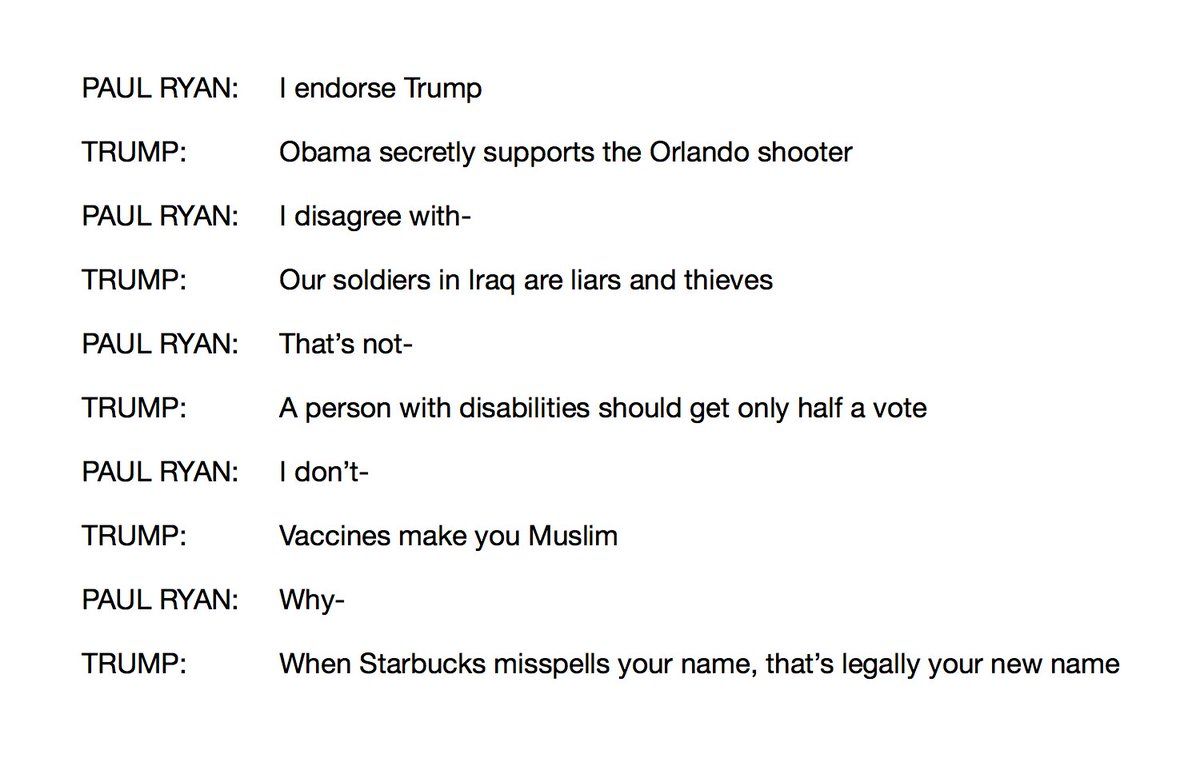 PAUL RYAN: I endorse Trump
TRUMP: Obama secretly supports the Orlando shooter
PAUL RYAN: I disagree with-
TRUMP: Our soldiers in Iraq are liars and thieves
PAUL RYAN: That’s not-
TRUMP: A person with disabilities should get only half a vote
PAUL RYAN: I don’t-
TRUMP: Vaccines make you Muslim
PAUL RYAN: Why-
TRUMP: When Starbucks misspells your name, that’s legally your new name